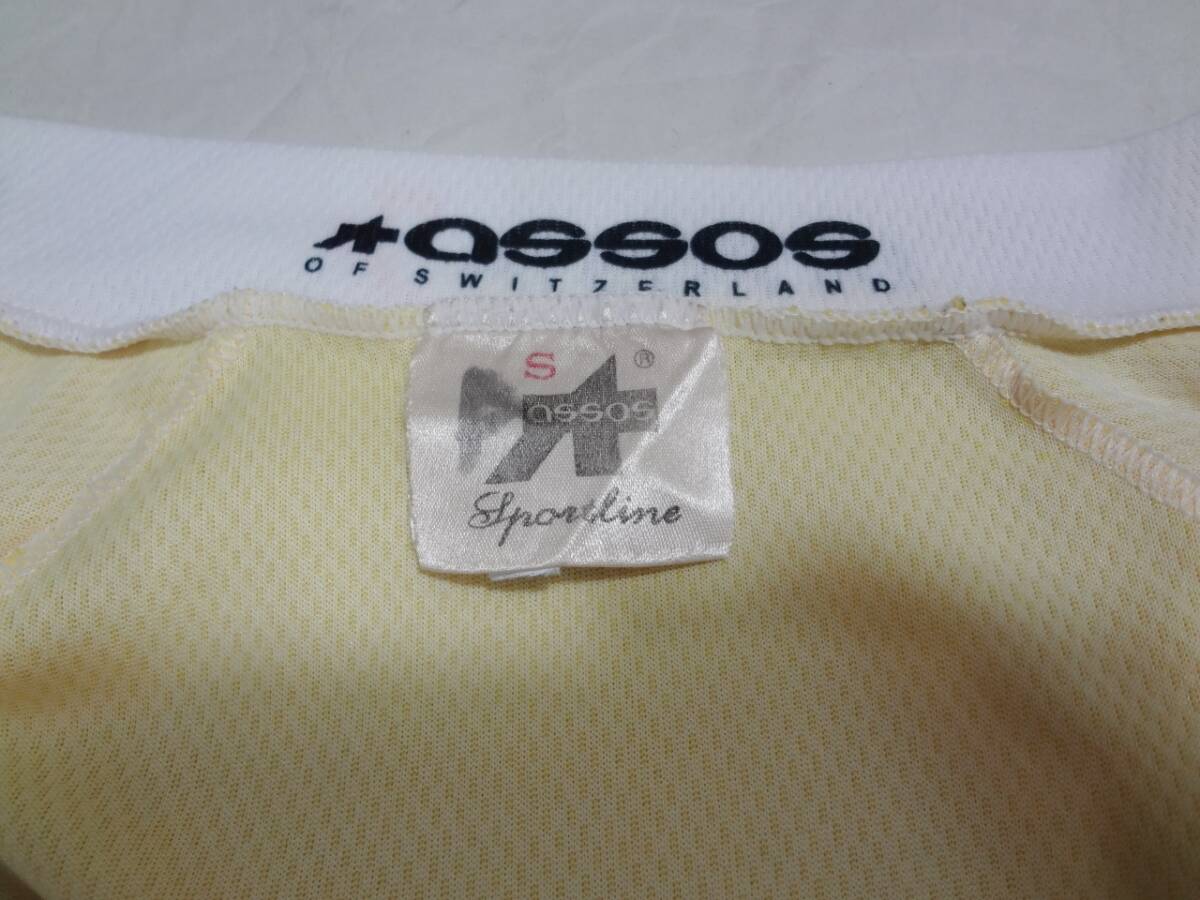 assos
OF SWITZERLAND
S ®
assos
Sportline